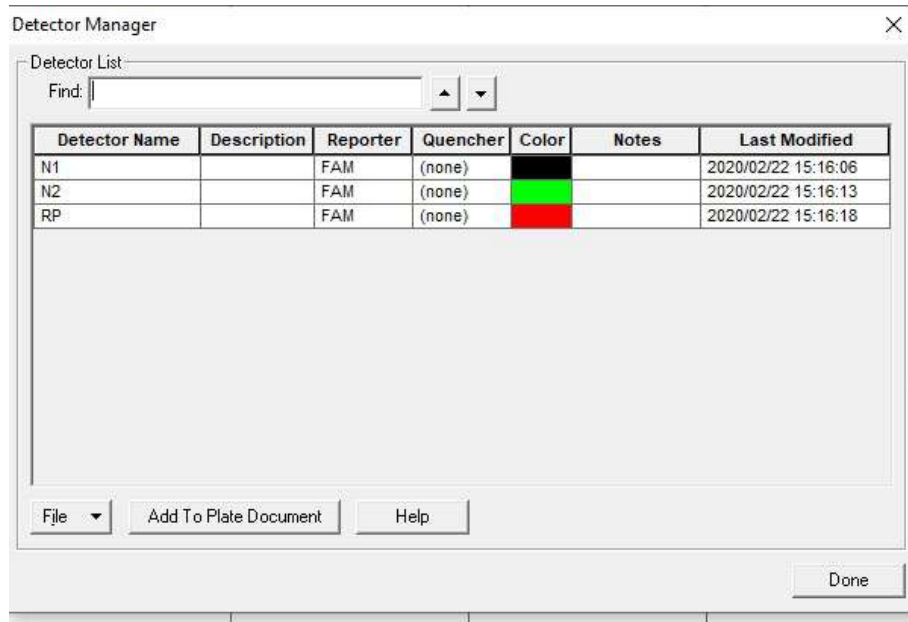 Detector Manager
Detector List
Find:
Detector Name Description Reporter Quencher Color Notes Last Modified
N1 FAM (none) 2020/02/22 15:16:06
N2 FAM (none) 2020/02/22 15:16:13
RP FAM (none) 2020/02/22 15:16:18
File Add To Plate Document Help
Done